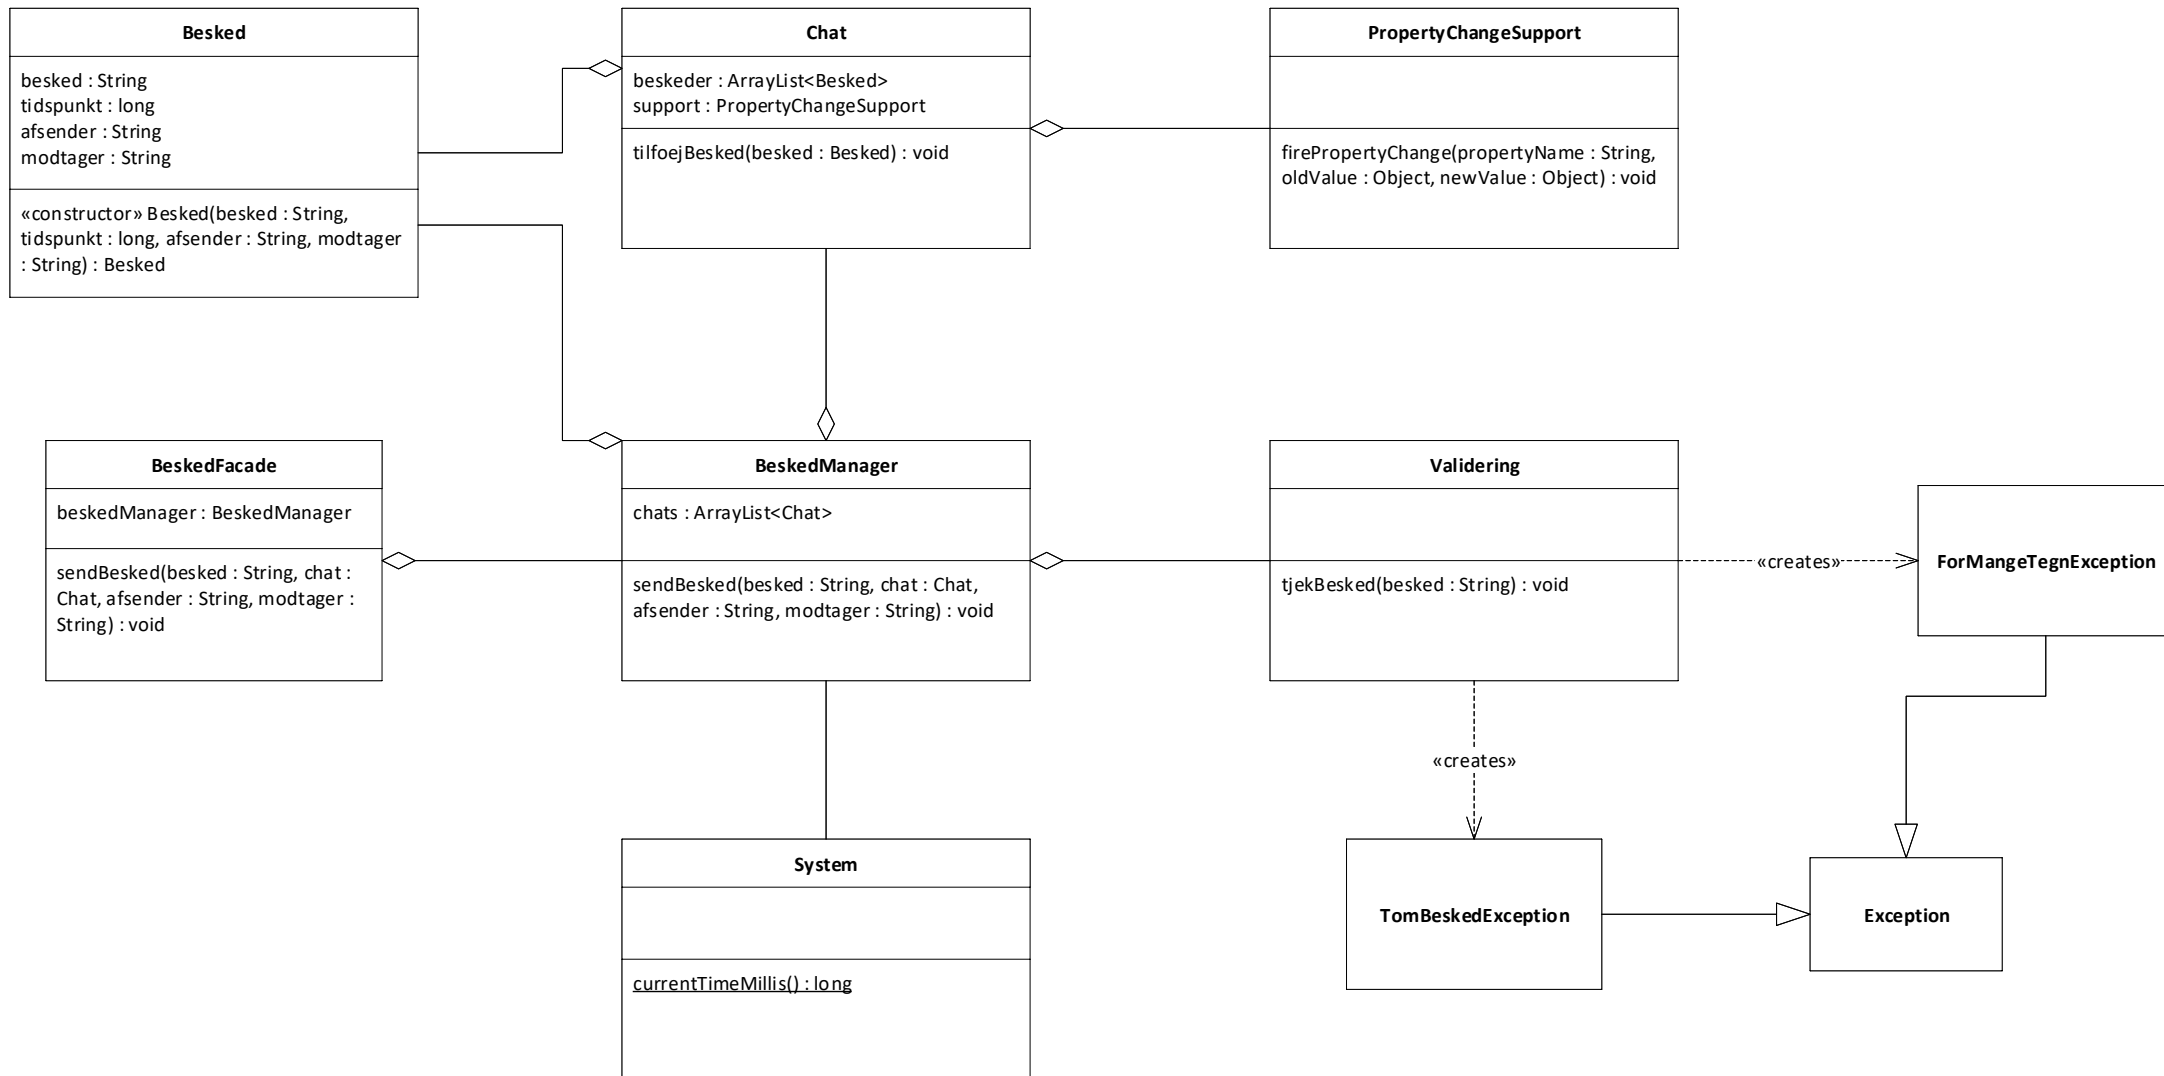 Besked
besked : String
tidspunkt : long
afsender : String
modtager : String
«constructor» Besked(besked : String,
tidspunkt : long, afsender : String, modtager
: String) : Besked
Chat
beskeder : ArrayList<Besked>
support : PropertyChangeSupport
tilfoejBesked(besked : Besked) : void
PropertyChangeSupport
firePropertyChange(propertyName : String,
oldValue : Object, newValue : Object) : void
BeskedFacade
beskedManager : BeskedManager
sendBesked(besked : String, chat :
Chat, afsender : String, modtager :
String) : void
BeskedManager
chats : ArrayList<Chat>
sendBesked(besked : String, chat : Chat,
afsender : String, modtager : String) : void
Validering
tjekBesked(besked : String) : void
«creates»
ForMangeTegnException
«creates»
System
currentTimeMillis() : long
TomBeskedException
Exception